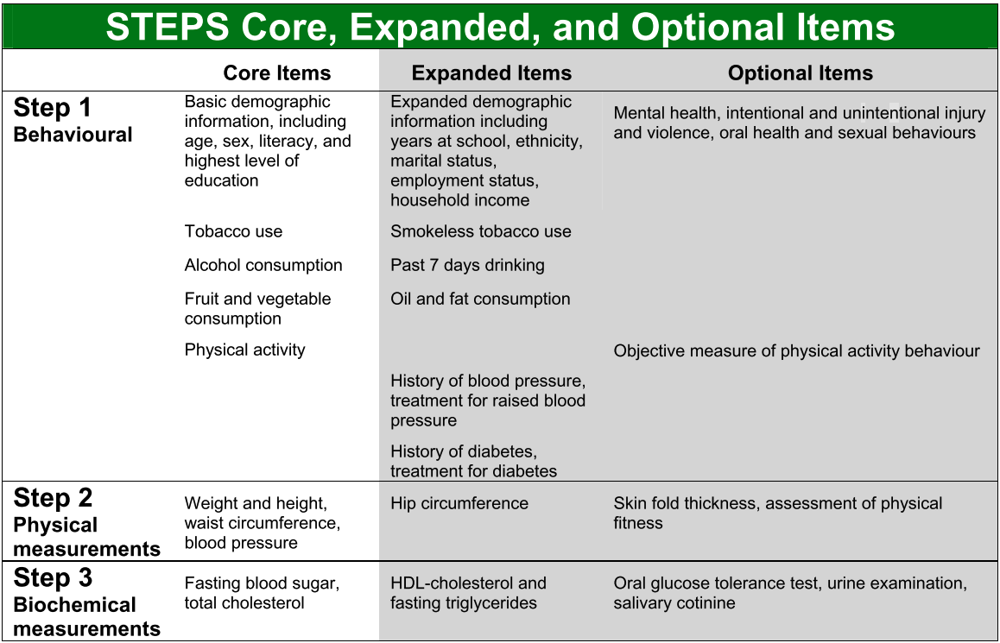 STEPS Core, Expanded, and Optional Items
Core Items
Expanded Items
Optional Items
Step 1
Behavioural
Basic demographic
information, including
age, sex, literacy, and
highest level of
education
Expanded demographic
information including
years at school, ethnicity,
marital status,
employment status,
household income
Mental health, intentional and unintentional injury
and violence, oral health and sexual behaviours
Tobacco use
Smokeless tobacco use
Alcohol consumption
Past 7 days drinking
Fruit and vegetable
consumption
Oil and fat consumption
Physical activity
Objective measure of physical activity behaviour
History of blood pressure,
treatment for raised blood
pressure
History of diabetes,
treatment for diabetes
Step 2
Physical
measurements
Weight and height,
waist circumference,
blood pressure
Hip circumference
Skin fold thickness, assessment of physical
fitness
Step 3
Biochemical
measurements
Fasting blood sugar,
total cholesterol
HDL-cholesterol and
fasting triglycerides
Oral glucose tolerance test, urine examination,
salivary cotinine